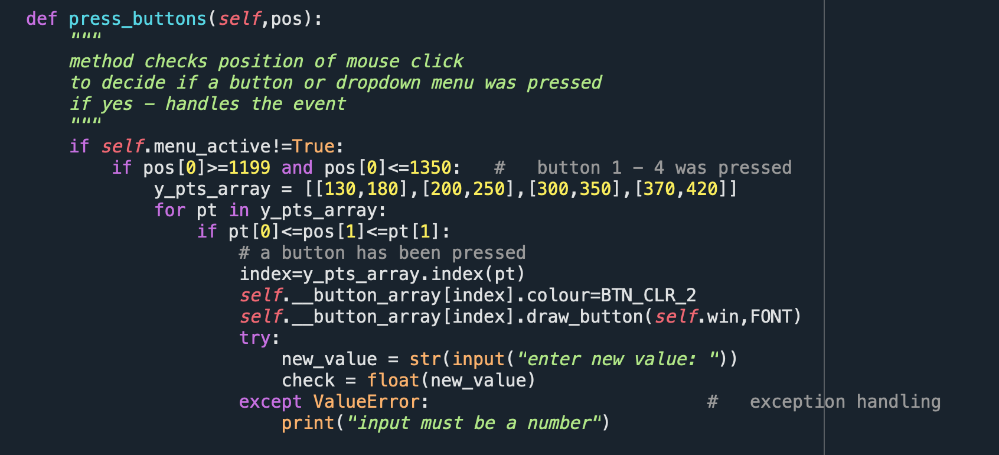 def press_buttons(self,pos):
    """
    method checks position of mouse click
    to decide if a button or dropdown menu was pressed
    if yes – handles the event
    """
    if self.menu_active!=True:
        if pos[0]>=1199 and pos[0]<=1350:   #   button 1 – 4 was pressed
            y_pts_array = [[130,180],[200,250],[300,350],[370,420]]
            for pt in y_pts_array:
                if pt[0]<=pos[1]<=pt[1]:
                    # a button has been pressed
                    index=y_pts_array.index(pt)
                    self.__button_array[index].colour=BTN_CLR_2
                    self.__button_array[index].draw_button(self.win,FONT)
                    try:
                        new_value = str(input("enter new value: "))
                        check = float(new_value)
                    except ValueError:                          #   exception handling
                        print("input must be a number")